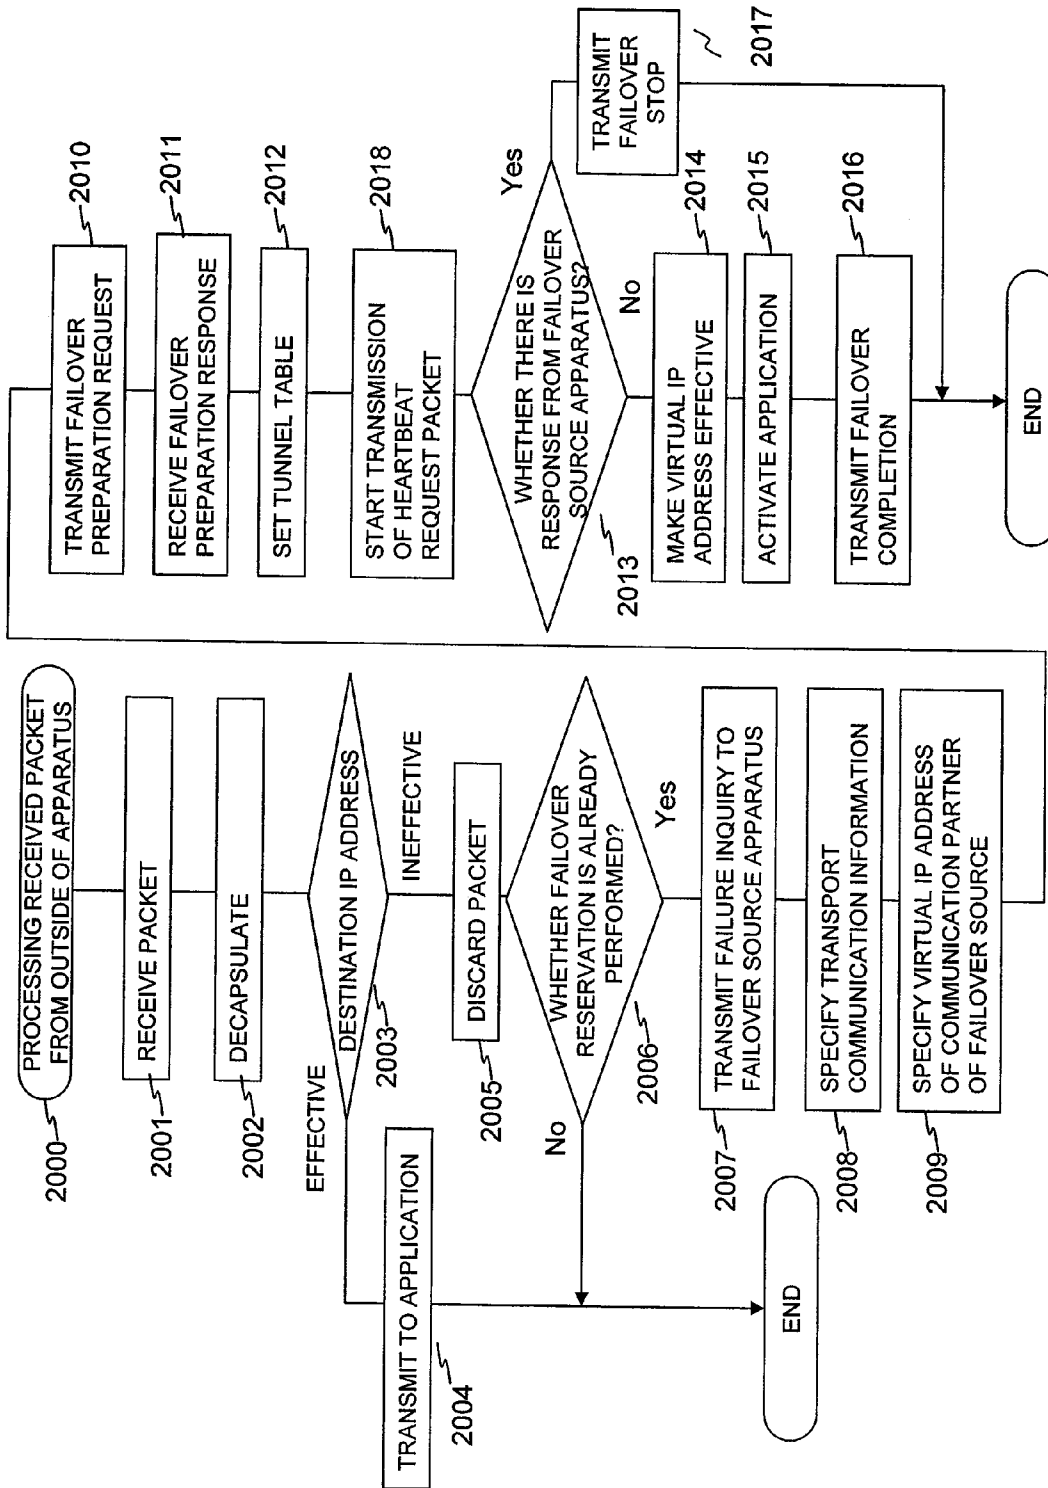 PROCESSING RECEIVED PACKET
FROM OUTSIDE OF APPARATUS
2000
RECEIVE PACKET
2001
DECAPSULATE
2002
DESTINATION IP ADDRESS
2003
EFFECTIVE
INEFFECTIVE
TRANSMIT TO APPLICATION
2004
DISCARD PACKET
2005
WHETHER FAILOVER
RESERVATION IS ALREADY
PERFORMED?
2006
No
Yes
TRANSMIT FAILURE INQUIRY TO
FAILOVER SOURCE APPARATUS
2007
SPECIFY TRANSPORT
COMMUNICATION INFORMATION
2008
SPECIFY VIRTUAL IP ADDRESS
OF COMMUNICATION PARTNER
OF FAILOVER SOURCE
2009
END
TRANSMIT FAILOVER
PREPARATION REQUEST
2010
RECEIVE FAILOVER
PREPARATION RESPONSE
2011
SET TUNNEL TABLE
2012
START TRANSMISSION
OF HEARTBEAT
REQUEST PACKET
2018
WHETHER THERE IS
RESPONSE FROM FAILOVER
SOURCE APPARATUS?
2013
Yes
No
TRANSMIT
FAILOVER
STOP
2017
MAKE VIRTUAL IP
ADDRESS EFFECTIVE
2014
ACTIVATE APPLICATION
2015
TRANSMIT FAILOVER
COMPLETION
2016
END